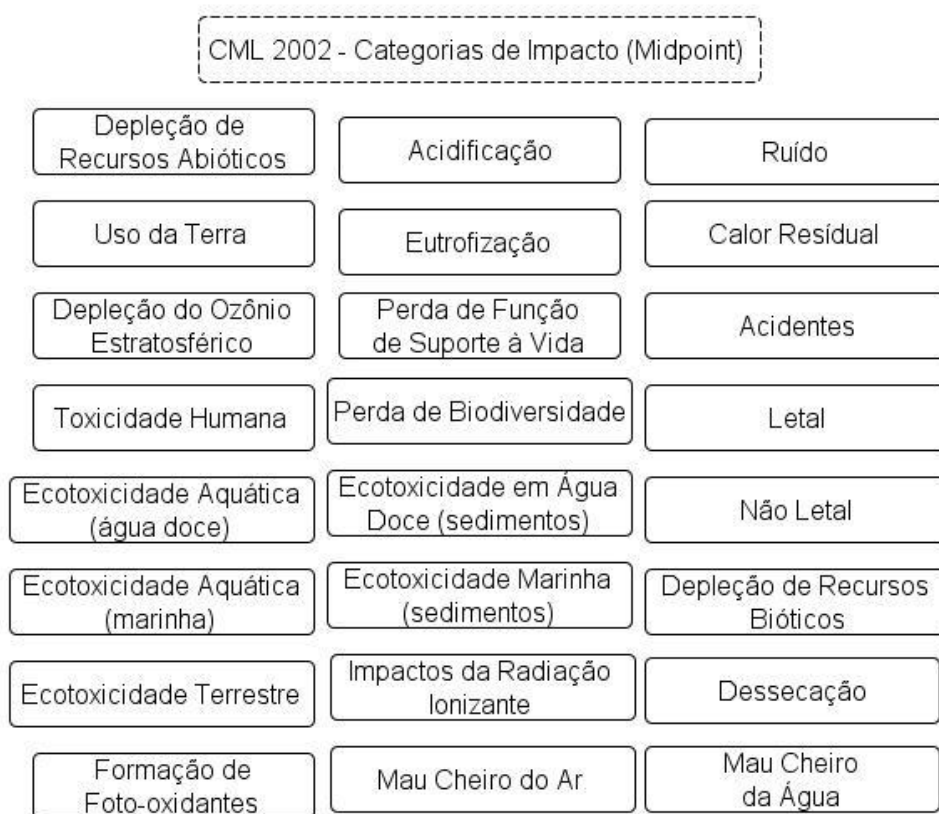 CML 2002 - Categorias de Impacto (Midpoint)
Depleção de
Recursos Abióticos
Acidificação
Ruído
Uso da Terra
Eutrofização
Calor Resídual
Depleção do Ozônio
Estratosférico
Perda de Função
de Suporte à Vida
Acidentes
Toxicidade Humana
Perda de Biodiversidade
Letal
Ecotoxicidade Aquática
(água doce)
Ecotoxicidade em Água
Doce (sedimentos)
Não Letal
Ecotoxicidade Aquática
(marinha)
Ecotoxicidade Marinha
(sedimentos)
Depleção de Recursos
Bióticos
Ecotoxicidade Terrestre
Impactos da Radiação
Ionizante
Dessecação
Formação de
Foto-oxidantes
Mau Cheiro do Ar
Mau Cheiro
da Água